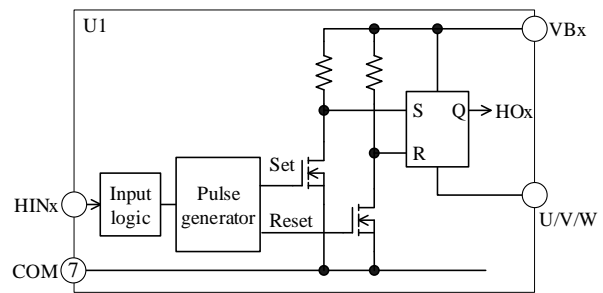 U1
VBx
S
Q
HOx
R
Set
Input
logic
Pulse
generator
HINx
Reset
U/V/W
COM
7